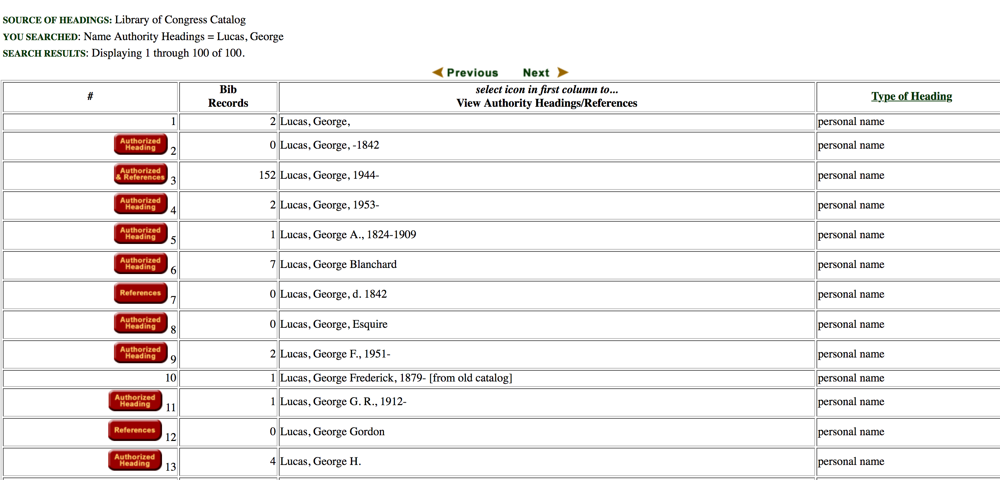 SOURCE OF HEADINGS: Library of Congress Catalog
YOU SEARCHED: Name Authority Headings = Lucas, George
SEARCH RESULTS: Displaying 1 through 100 of 100.
Previous Next
# Bib Records select icon in first column to... View Authority Headings/References Type of Heading
1 2 Lucas, George, personal name
Authorized Heading 2 0 Lucas, George, -1842 personal name
Authorized & References 3 152 Lucas, George, 1944- personal name
Authorized Heading 4 2 Lucas, George, 1953- personal name
Authorized Heading 5 1 Lucas, George A., 1824-1909 personal name
Authorized Heading 6 7 Lucas, George Blanchard personal name
References 7 0 Lucas, George, d. 1842 personal name
Authorized Heading 8 0 Lucas, George, Esquire personal name
Authorized Heading 9 2 Lucas, George F., 1951- personal name
10 1 Lucas, George Frederick, 1879- [from old catalog] personal name
Authorized Heading 11 1 Lucas, George G. R., 1912- personal name
References 12 0 Lucas, George Gordon personal name
Authorized Heading 13 4 Lucas, George H. personal name